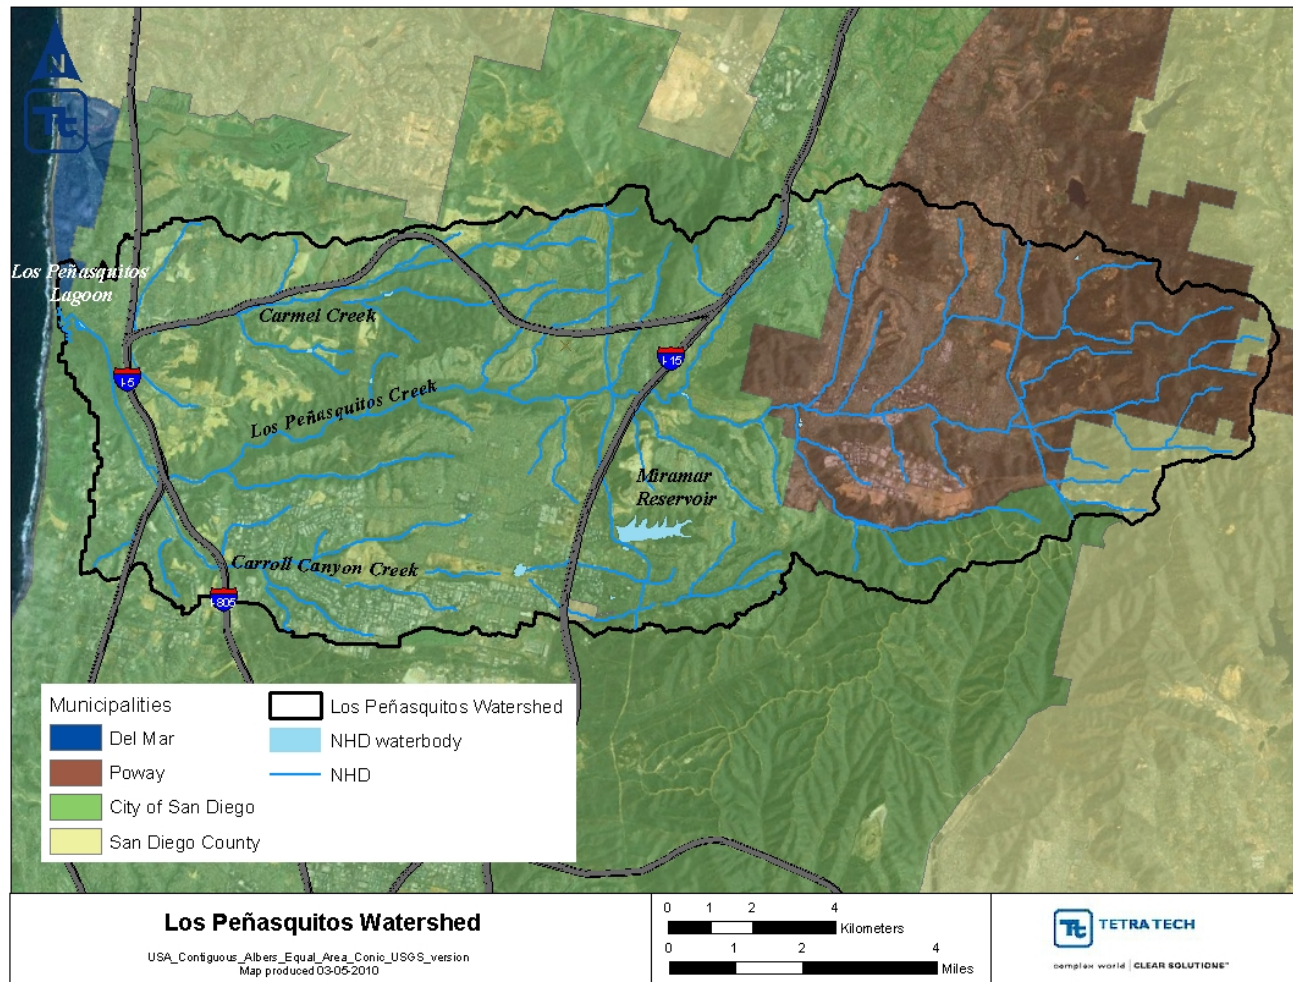 N
Tt
Los Peñasquitos
Lagoon
Carmel Creek
I-15
I-5
Los Peñasquitos Creek
Miramar
Reservoir
Carroll Canyon Creek
I-805
Municipalities
Del Mar
Poway
City of San Diego
San Diego County
Los Peñasquitos Watershed
NHD waterbody
NHD
Los Peñasquitos Watershed
USA_Contiguous_Albers_Equal_Area_Conic_USGS_version
Map produced 03-05-2010
0 1 2 4
Kilometers
0 1 2 4
Miles
Tt TETRA TECH
complex world | CLEAR SOLUTIONS™